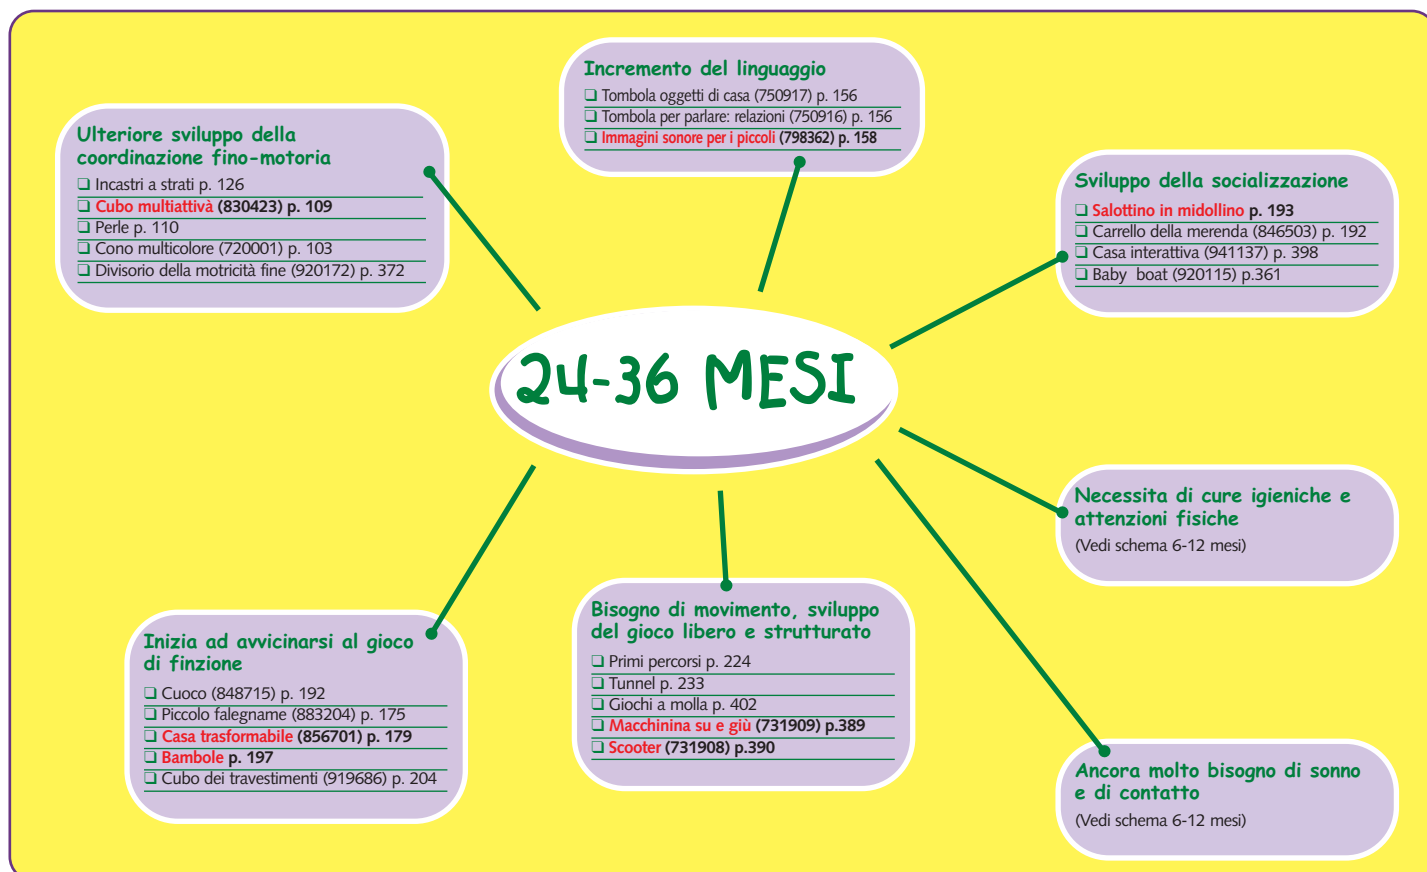 Incremento del linguaggio
❑ Tombola oggetti di casa (750917) p. 156
❑ Tombola per parlare: relazioni (750916) p. 156
❑ Immagini sonore per i piccoli (798362) p. 158
Ulteriore sviluppo della
coordinazione fino-motoria
❑ Incastri a strati p. 126
❑ Cubo multiattivà (830423) p. 109
❑ Perle p. 110
❑ Cono multicolore (720001) p. 103
❑ Divisorio della motricità fine (920172) p. 372
Sviluppo della socializzazione
❑ Salottino in midollino p. 193
❑ Carrello della merenda (846503) p. 192
❑ Casa interattiva (941137) p. 398
❑ Baby boat (920115) p.361
24-36 MESI
Necessita di cure igieniche e
attenzioni fisiche
(Vedi schema 6-12 mesi)
Inizia ad avvicinarsi al gioco
di finzione
❑ Cuoco (848715) p. 192
❑ Piccolo falegname (883204) p. 175
❑ Casa trasformabile (856701) p. 179
❑ Bambole p. 197
❑ Cubo dei travestimenti (919686) p. 204
Bisogno di movimento, sviluppo
del gioco libero e strutturato
❑ Primi percorsi p. 224
❑ Tunnel p. 233
❑ Giochi a molla p. 402
❑ Macchinina su e giù (731909) p.389
❑ Scooter (731908) p.390
Ancora molto bisogno di sonno
e di contatto
(Vedi schema 6-12 mesi)